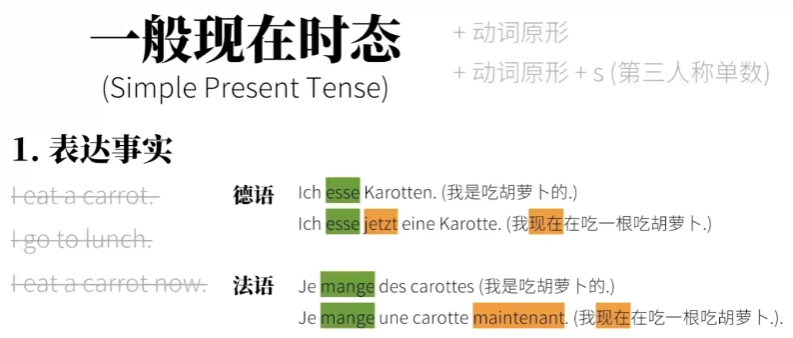 一般现在时态
(Simple Present Tense)
+ 动词原形
+ 动词原形 + s (第三人称单数)
1. 表达事实
I eat a carrot.
I go to lunch.
I eat a carrot now.
德语
Ich esse Karotten. (我是吃胡萝卜的.)
Ich esse jetzt eine Karotte. (我现在在吃一根吃胡萝卜.)
法语
Je mange des carottes (我是吃胡萝卜的.)
Je mange une carotte maintenant. (我现在在吃一根吃胡萝卜.).